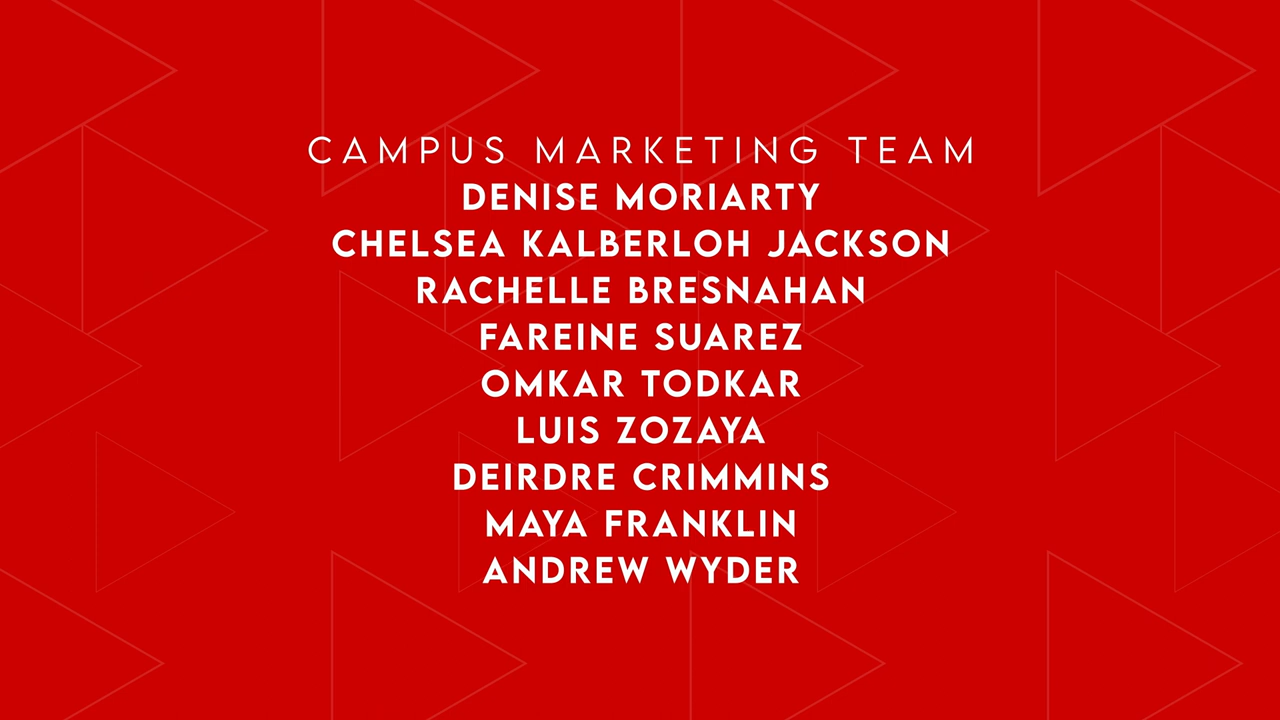 CAMPUS MARKETING TEAM
DENISE MORIARTY
CHELSEA KALBERLOH JACKSON
RACHELLE BRESNAHAN
FAREINE SUAREZ
OMKAR TODKAR
LUIS ZOZAYA
DEIRDRE CRIMMINS
MAYA FRANKLIN
ANDREW WYDER